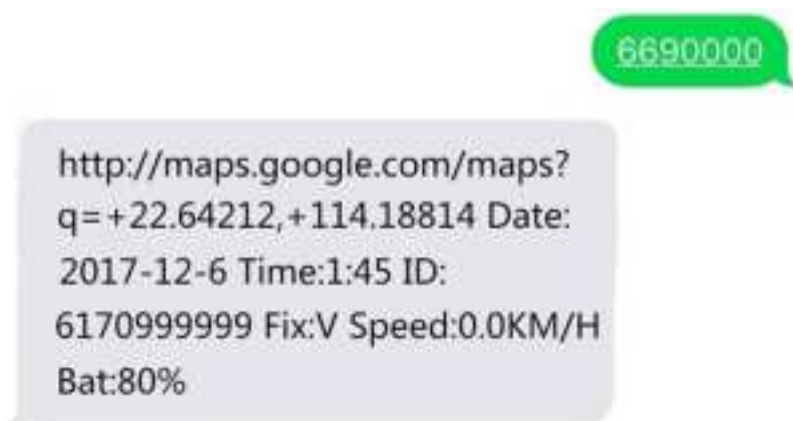 6690000
http://maps.google.com/maps?
q=+22.64212,+114.18814 Date:
2017-12-6 Time:1:45 ID:
6170999999 Fix:V Speed:0.0KM/H
Bat:80%